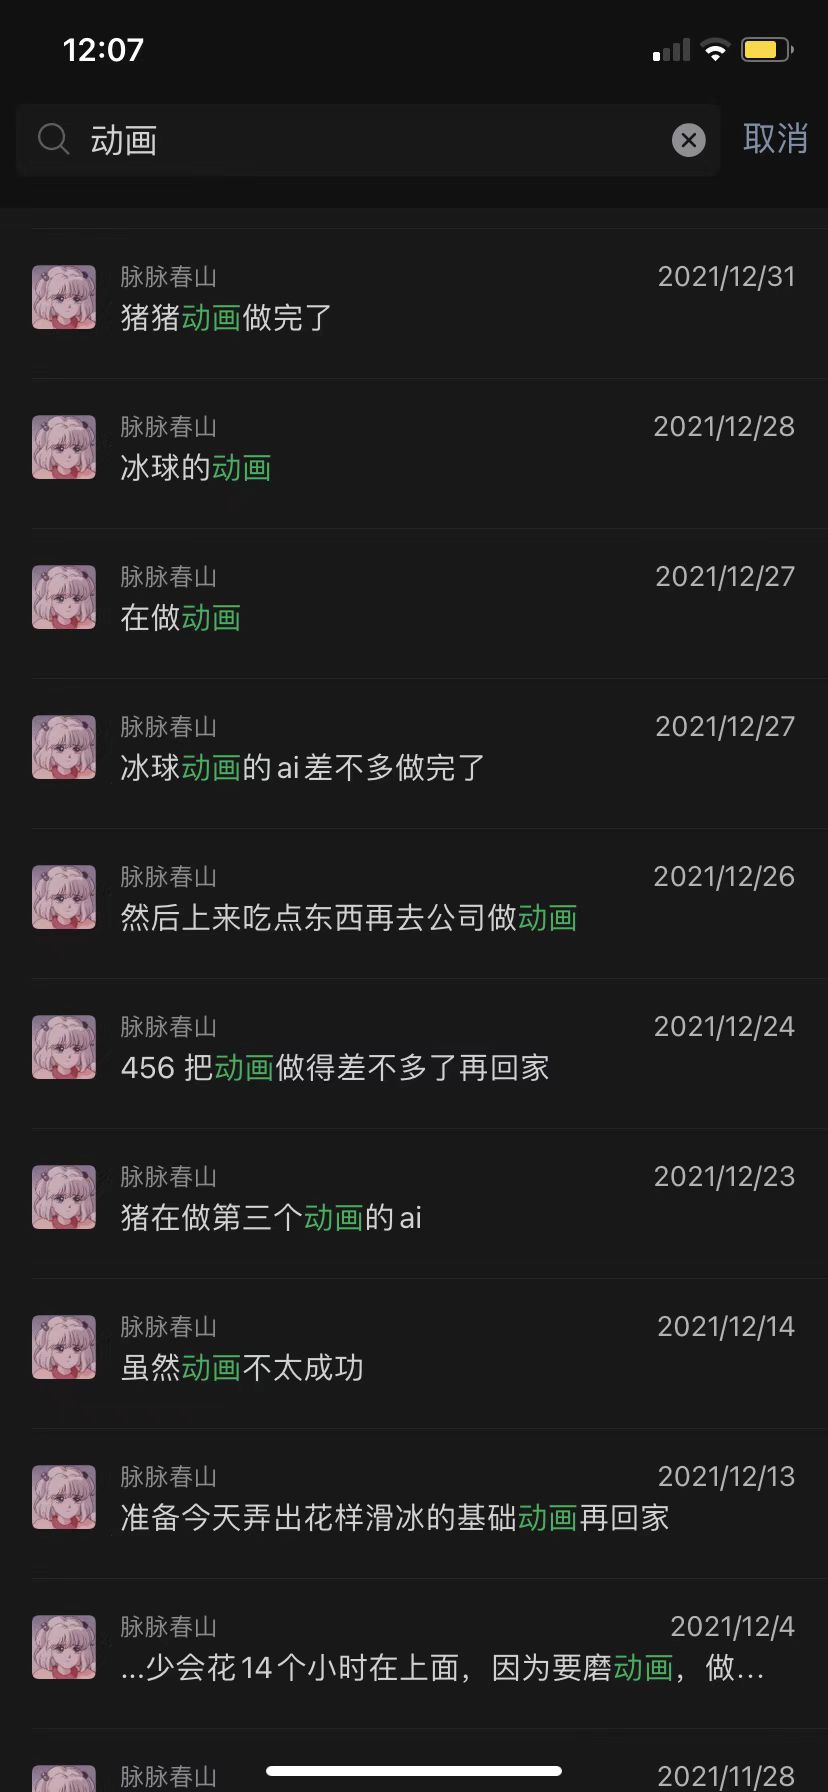 12:07
动画
取消
脉脉春山
2021/12/31
猪猪动画做完了
脉脉春山
2021/12/28
冰球的动画
脉脉春山
2021/12/27
在做动画
脉脉春山
2021/12/27
冰球动画的ai差不多做完了
脉脉春山
2021/12/26
然后上来吃点东西再去公司做动画
脉脉春山
2021/12/24
456 把动画做得差不多了再回家
脉脉春山
2021/12/23
猪在做第三个动画的ai
脉脉春山
2021/12/14
虽然动画不太成功
脉脉春山
2021/12/13
准备今天弄出花样滑冰的基础动画再回家
脉脉春山
2021/12/4
...少会花14个小时在上面，因为要磨动画，做...
脉脉春山
2021/11/28